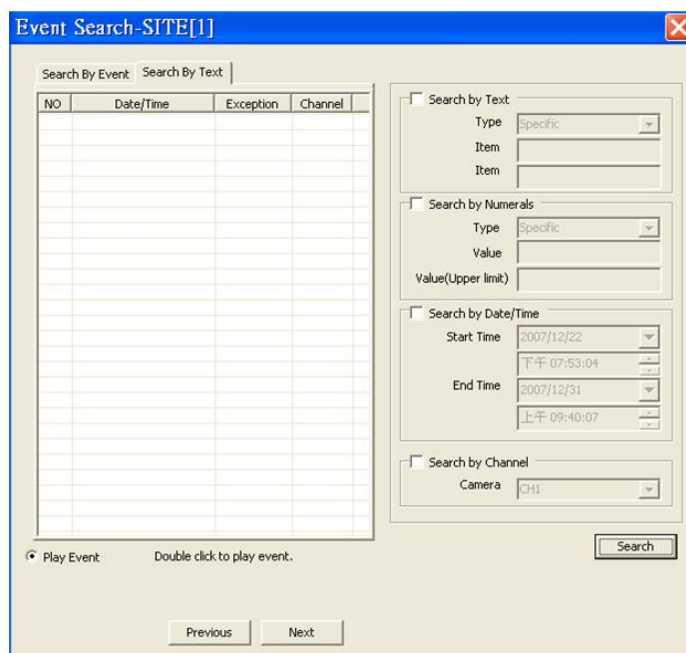 Event Search-SITE[1]
Search By Event
Search By Text
NO
Date/Time
Exception
Channel
Search by Text
Type
Specific
Item
Item
Search by Numerals
Type
Specific
Value
Value(Upper limit)
Search by Date/Time
Start Time
2007/12/22
下午 07:53:04
End Time
2007/12/31
上午 09:40:07
Search by Channel
Camera
CH1
Search
Play Event
Double click to play event.
Previous
Next